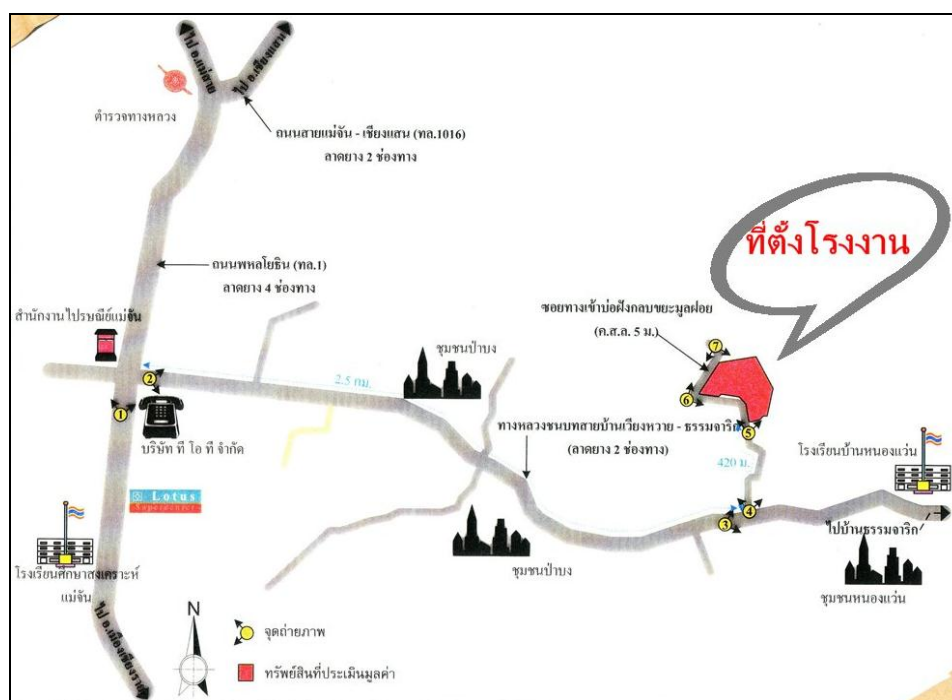 ไป อ.แม่สาย
ไป อ.เชียงแสน
ตำรวจทางหลวง
ถนนสายแม่จัน - เชียงแสน (ทล.1016)
ลาดยาง 2 ช่องทาง
ที่ตั้งโรงงาน
ถนนพหลโยธิน (ทล.1)
ลาดยาง 4 ช่องทาง
สำนักงานไปรษณีย์แม่จัน
ซอยทางเข้าบ่อฝังกลบขยะมูลฝอย
(ค.ส.ล. 5 ม.)
ชุมชนป่าบง
7
2
2.5 กม.
6
1
บริษัท ที โอ ที จำกัด
ทางหลวงชนบทสายบ้านเวียงหวาย - ธรรมจาริก
(ลาดยาง 2 ช่องทาง)
5
420 ม.
โรงเรียนบ้านหนองแว่น
Lotus
Supercenter
3
4
ไปบ้านธรรมจาริก
ชุมชนป่าบง
ชุมชนหนองแว่น
โรงเรียนศึกษาสงเคราะห์
แม่จัน
ไป อ.เมืองเชียงราย
N
จุดถ่ายภาพ
ทรัพย์สินที่ประเมินมูลค่า